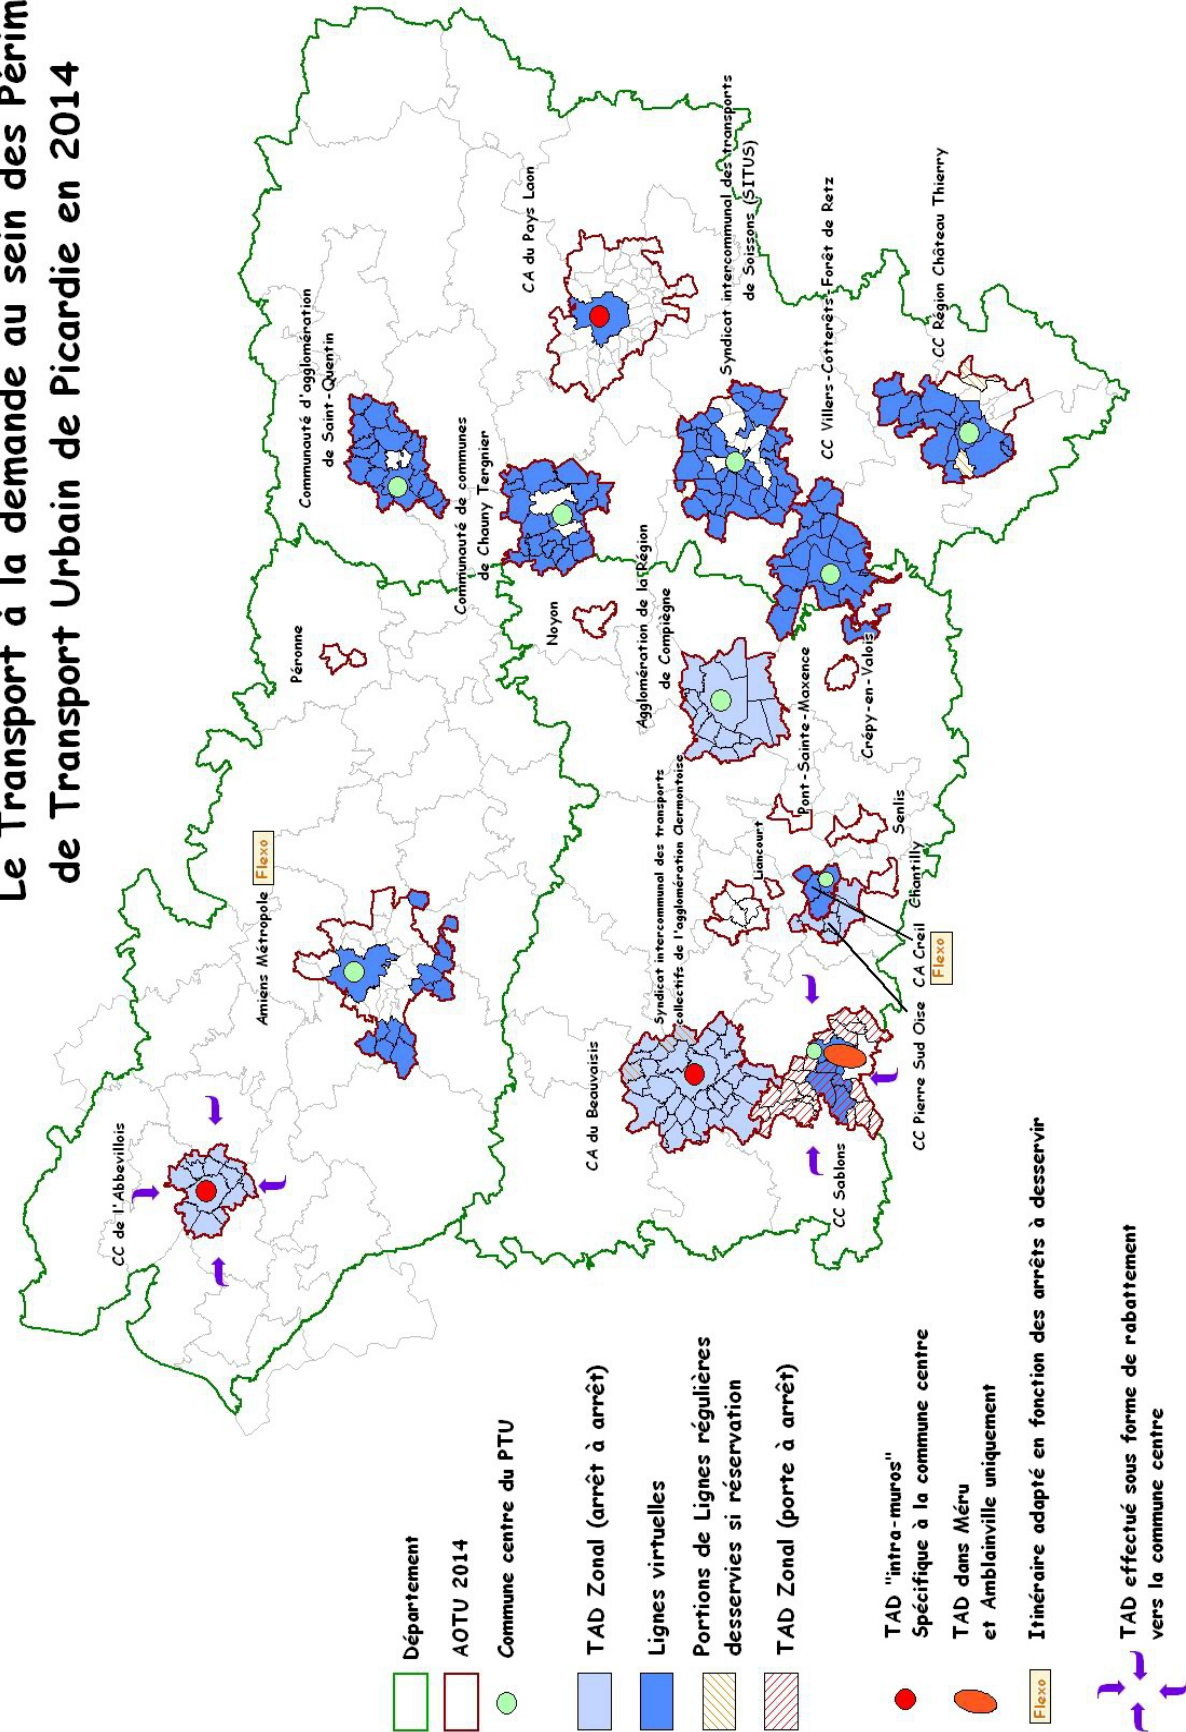 Le Transport à la demande au sein des Périm
de Transport Urbain de Picardie en 2014
CC de l'Abbevillois
Amiens Métropole
Flexo
Péronne
Communauté d'agglomération
de Saint-Quentin
Communauté de communes
de Chauny Tergnier
Noyon
CA du Pays Laon
Agglomération de la Région
de Compiègne
Syndicat intercommunal des transports
de Soissons (SITUS)
CC Villers-Cotterêts-Forêt de Retz
CC Région Château Thierry
CA du Beauvaisis
Syndicat intercommunal des transports
collectifs de l'agglomération Clermontoise
Liancourt
Pont-Sainte-Maxence
Crépy-en-Valois
Senlis
Chantilly
CA Creil
Flexo
CC Pierre Sud Oise
CC Sablons
Département
AOTU 2014
Commune centre du PTU
TAD Zonal (arrêt à arrêt)
Lignes virtuelles
Portions de Lignes régulières
desservies si réservation
TAD Zonal (porte à arrêt)
TAD "intra-muros"
Spécifique à la commune centre
TAD dans Méru
et Amblainville uniquement
Flexo
Itinéraire adapté en fonction des arrêts à desservir
TAD effectué sous forme de rabattement
vers la commune centre